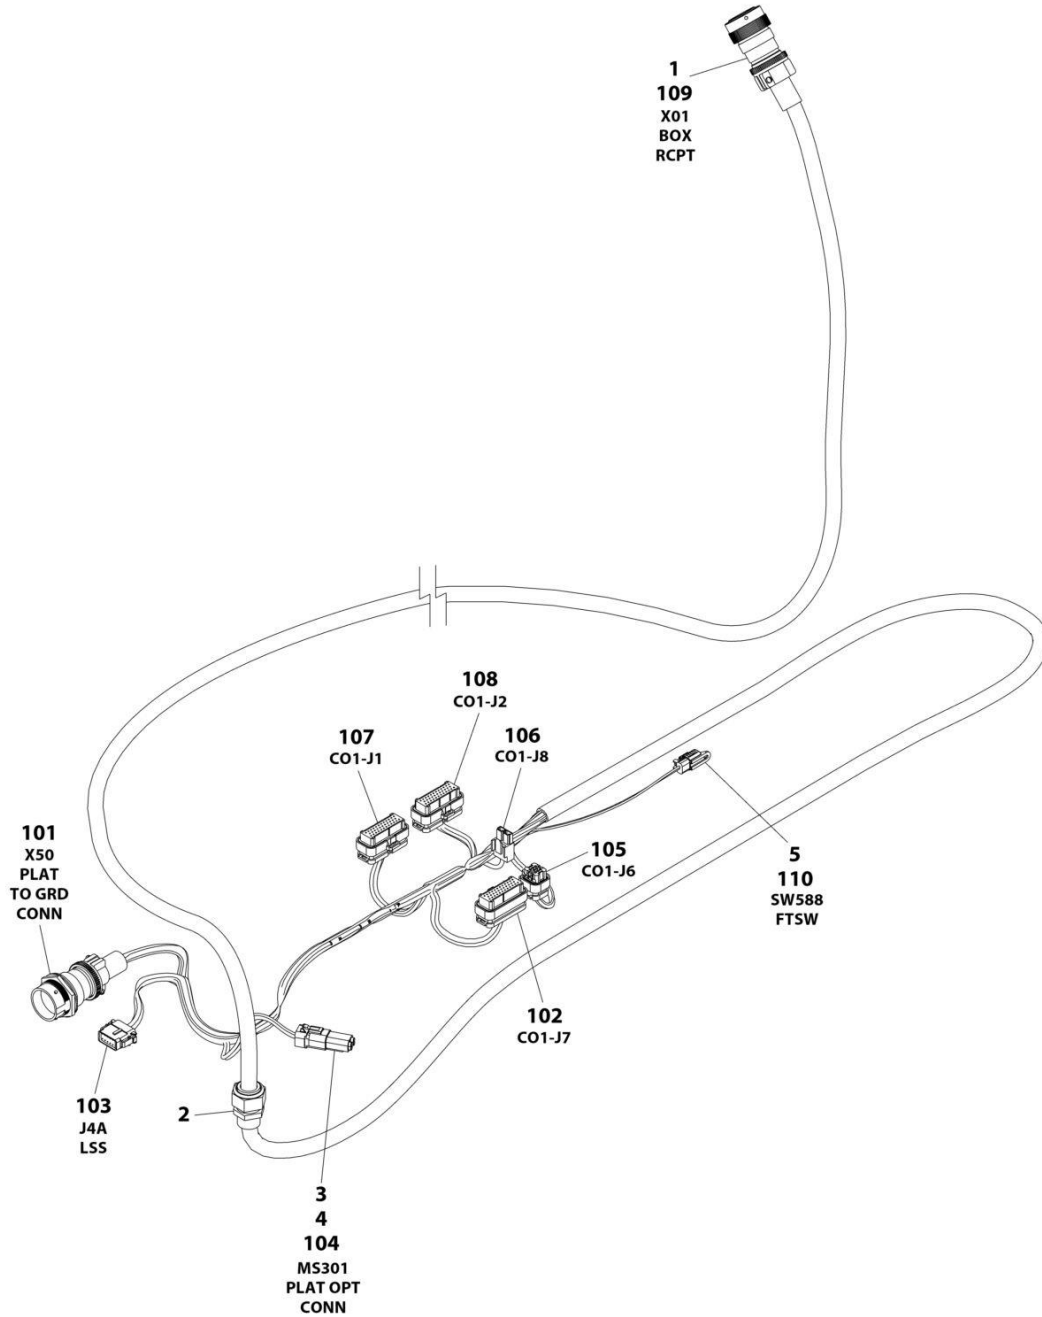 1
109
X01
BOX
RCPT
108
CO1-J2
107
CO1-J1
106
CO1-J8
101
X50
PLAT
TO GRD
CONN
105
CO1-J6
5
110
SW588
FTSW
102
CO1-J7
103
J4A
LSS
2
3
4
104
MS301
PLAT OPT
CONN